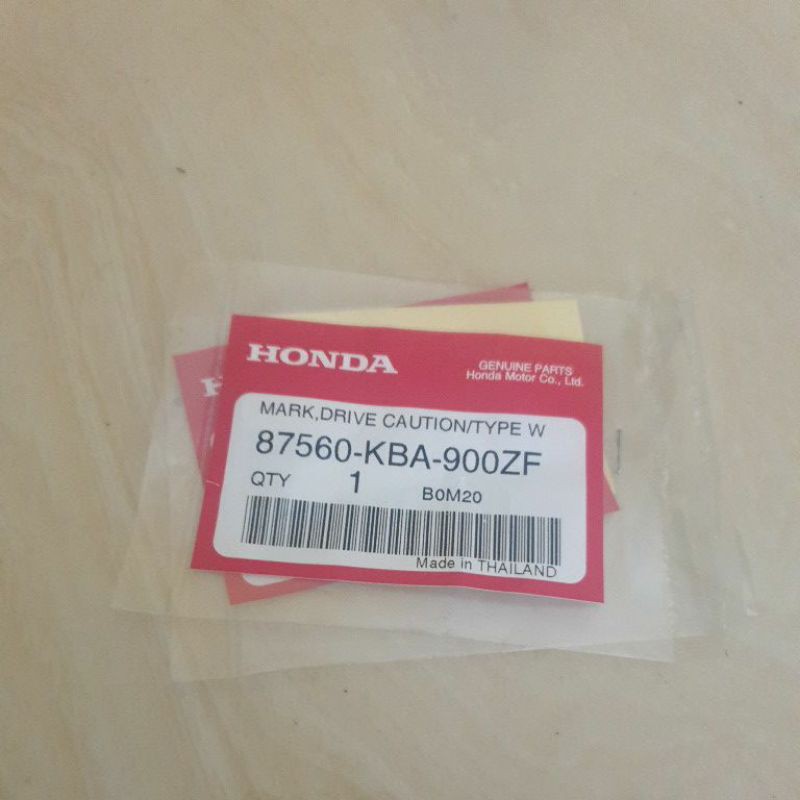 HONDA
GENUINE PARTS
Honda Motor Co., Ltd.
MARK,DRIVE CAUTION/TYPE W
87560-KBA-900ZF
QTY 1 B0M20
Made in THAILAND
H